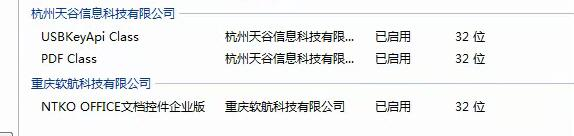 杭州天谷信息科技有限公司
USBKeyApi Class 杭州天谷信息科技有限... 已启用 32 位
PDF Class 杭州天谷信息科技有限... 已启用 32 位
重庆软航科技有限公司
NTKO OFFICE文档控件企业版 重庆软航科技有限公司 已启用 32 位